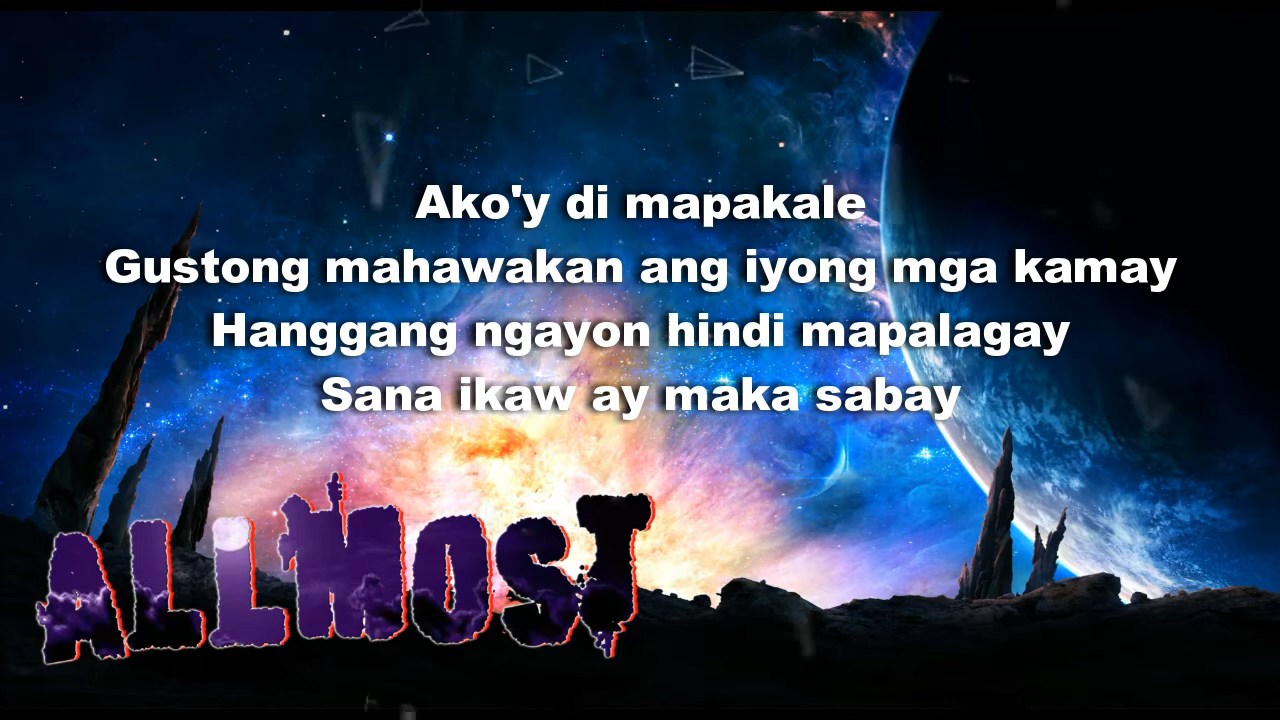 Ako'y di mapakale
Gustong mahawakan ang iyong mga kamay
Hanggang ngayon hindi mapalagay
Sana ikaw ay maka sabay
ALLMOST